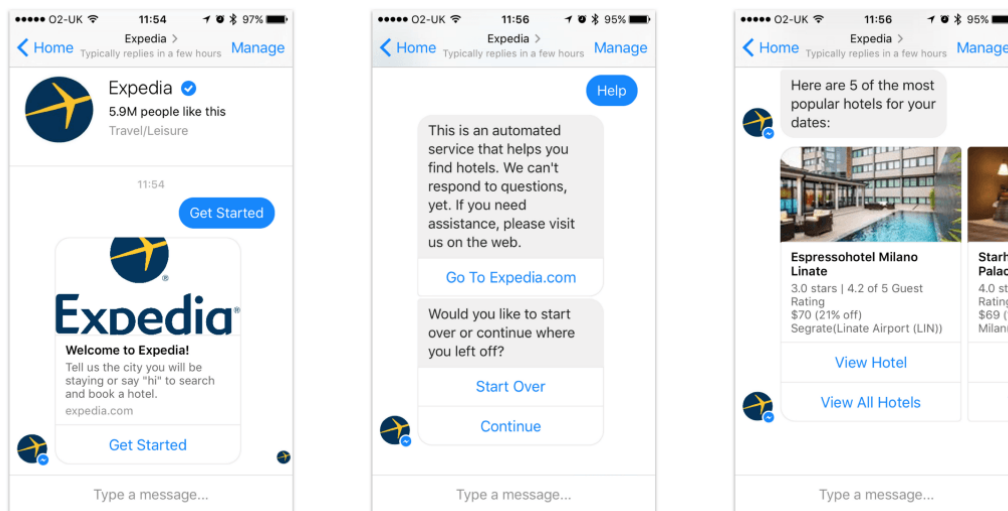 ●●●●● O2-UK 11:54 97%
Home
Expedia >
Typically replies in a few hours
Manage
Expedia
5.9M people like this
Travel/Leisure
11:54
Get Started
Expedia®
Welcome to Expedia!
Tell us the city you will be
staying or say "hi" to search
and book a hotel.
expedia.com
Get Started
Type a message...
●●●●● O2-UK 11:56 95%
Home
Expedia >
Typically replies in a few hours
Manage
Help
This is an automated
service that helps you
find hotels. We can't
respond to questions,
yet. If you need
assistance, please visit
us on the web.
Go To Expedia.com
Would you like to start
over or continue where
you left off?
Start Over
Continue
Type a message...
●●●●● O2-UK 11:56 95%
Home
Expedia >
Typically replies in a few hours
Manage
Here are 5 of the most
popular hotels for your
dates:
Espressohotel Milano
Linate
3.0 stars | 4.2 of 5 Guest
Rating
$70 (21% off)
Segrate(Linate Airport (LIN))
View Hotel
View All Hotels
Starh
Palac
4.0 st
Rating
$69 (
Milan
Type a message...